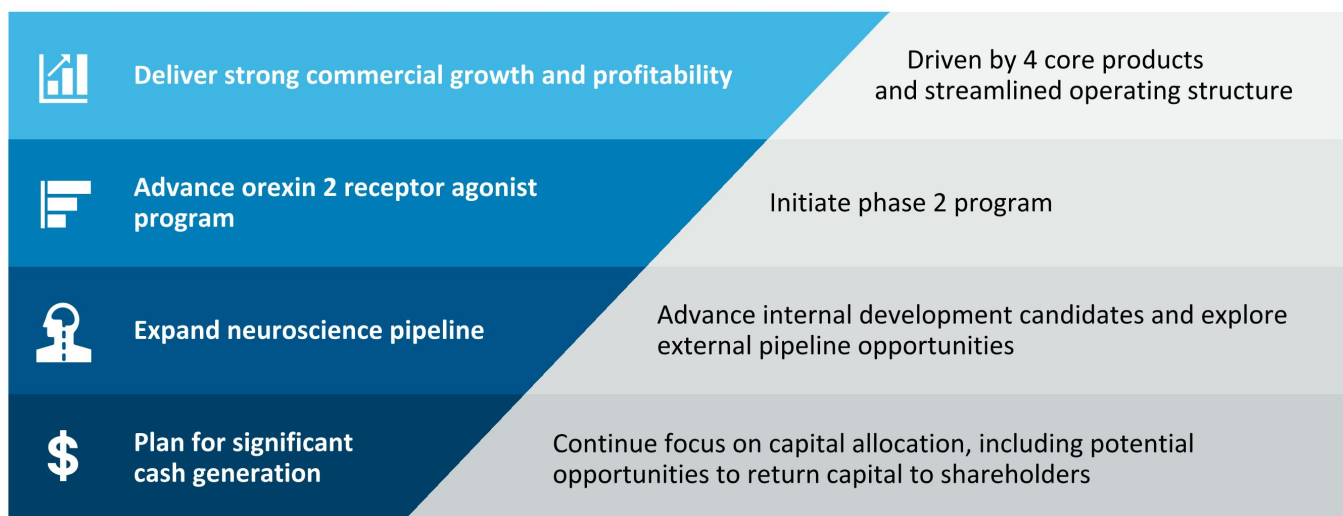 Deliver strong commercial growth and profitability
Driven by 4 core products
and streamlined operating structure
Advance orexin 2 receptor agonist
program
Initiate phase 2 program
Expand neuroscience pipeline
Advance internal development candidates and explore
external pipeline opportunities
$
Plan for significant
cash generation
Continue focus on capital allocation, including potential
opportunities to return capital to shareholders